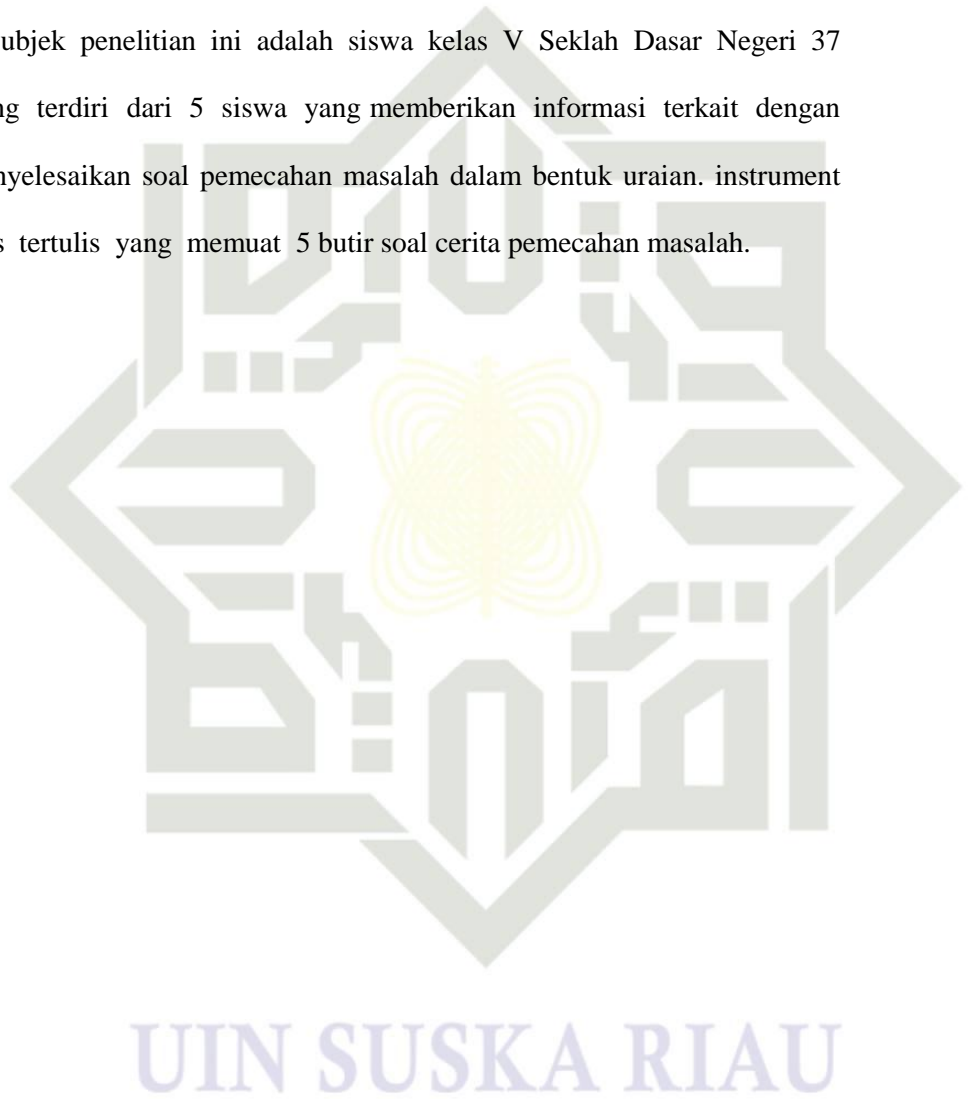 ubjek penelitian ini adalah siswa kelas V Seklah Dasar Negeri 37
ng terdiri dari 5 siswa yang memberikan informasi terkait dengan
nyelesaikan soal pemecahan masalah dalam bentuk uraian. instrument
s tertulis yang memuat 5 butir soal cerita pemecahan masalah.
UIN SUSKA RIAU